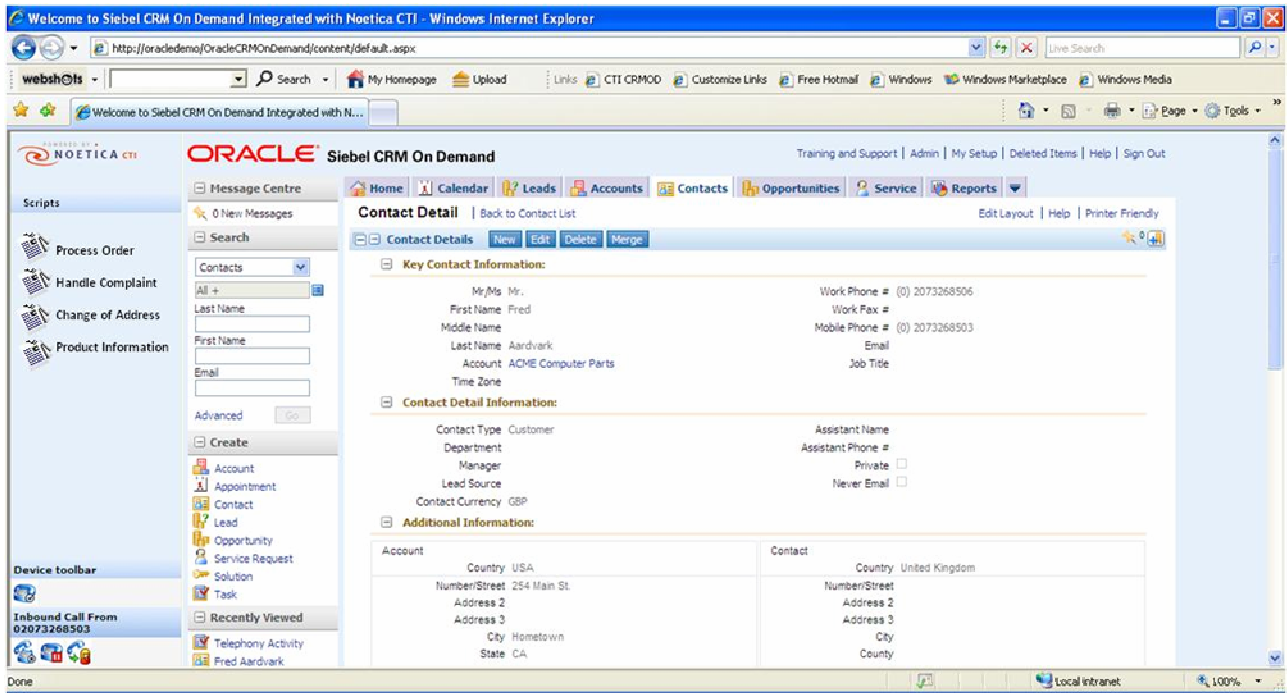 Welcome to Siebel CRM On Demand Integrated with Noetica CTI - Windows Internet Explorer
http://oracledemo/OracleCRMOnDemand/content/default.aspx
Live Search
websh@ts
Search
My Homepage
Upload
Links
CTI CRMOD
Customize Links
Free Hotmail
Windows
Windows Marketplace
Windows Media
Welcome to Siebel CRM On Demand Integrated with N...
Page
Tools
POWERED BY
NOETICA CTI
Scripts
Process Order
Handle Complaint
Change of Address
Product Information
Device toolbar
Inbound Call From
02073268503
ORACLE Siebel CRM On Demand
Training and Support | Admin | My Setup | Deleted Items | Help | Sign Out
Message Centre
0 New Messages
Search
Contacts
All +
Last Name
First Name
Email
Advanced
Go
Create
Account
Appointment
Contact
Lead
Opportunity
Service Request
Solution
Task
Recently Viewed
Telephony Activity
Fred Aardvark
Home
Calendar
Leads
Accounts
Contacts
Opportunities
Service
Reports
Contact Detail | Back to Contact List
Edit Layout | Help | Printer Friendly
Contact Details New Edit Delete Merge
0
Key Contact Information:
Mr/Ms Mr.
First Name Fred
Middle Name
Last Name Aardvark
Account ACME Computer Parts
Time Zone
Work Phone # (0) 2073268506
Work Fax #
Mobile Phone # (0) 2073268503
Email
Job Title
Contact Detail Information:
Contact Type Customer
Department
Manager
Lead Source
Contact Currency GBP
Assistant Name
Assistant Phone #
Private
Never Email
Additional Information:
Account
Country USA
Number/Street 254 Main St.
Address 2
Address 3
City Hometown
State CA
Contact
Country United Kingdom
Number/Street
Address 2
Address 3
City
County
Done
Local intranet
100%